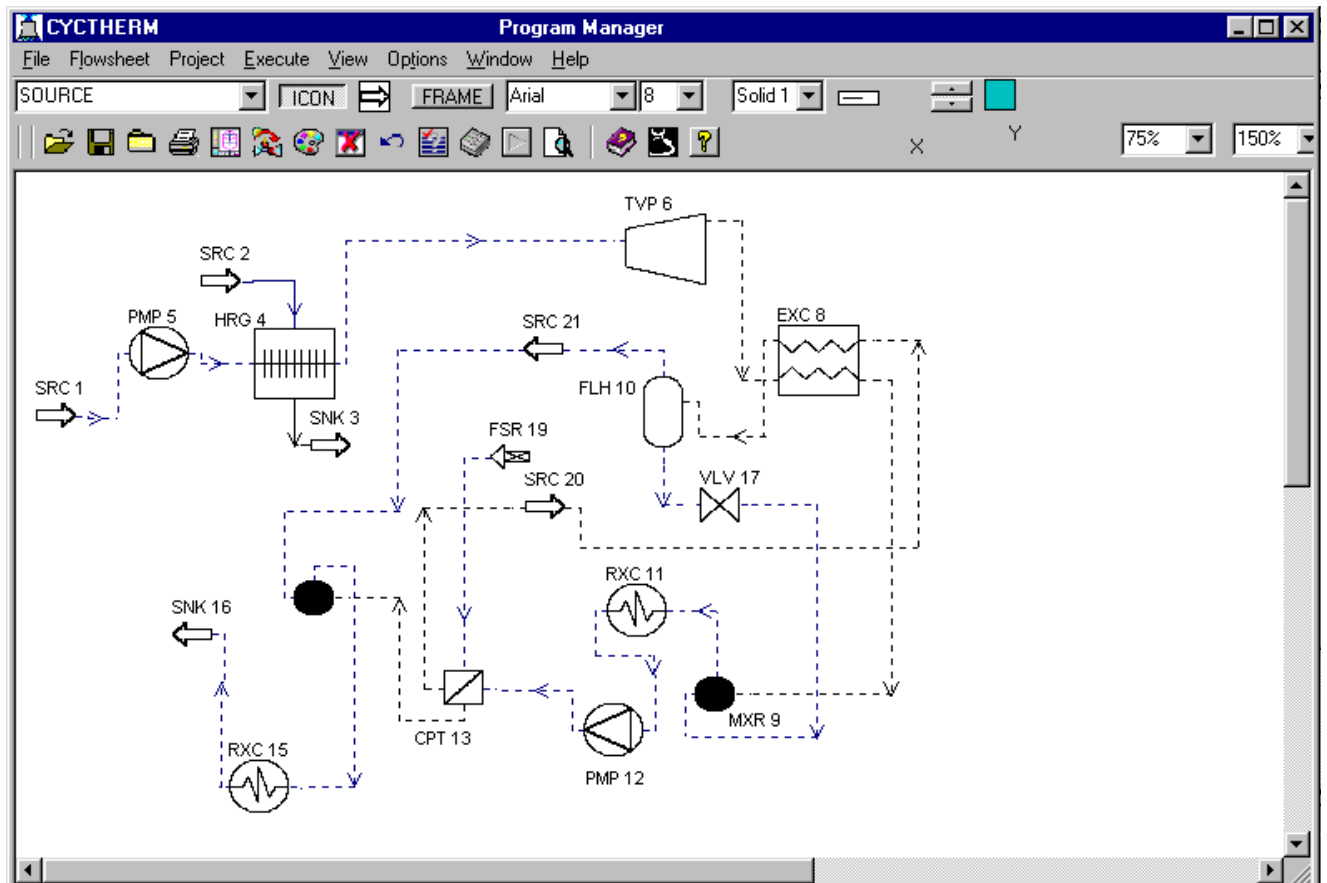 CYCTHERM Program Manager
File Flowsheet Project Execute View Options Window Help
SOURCE ICON FRAME Arial 8 Solid 1
X Y 75% 150%
TVP 6
SRC 2
PMP 5 HRG 4 SRC 21 EXC 8
SRC 1 FLH 10
SNK 3 FSR 19
SRC 20 VLV 17
RXC 11
SNK 16
MXR 9
CPT 13
RXC 15
PMP 12